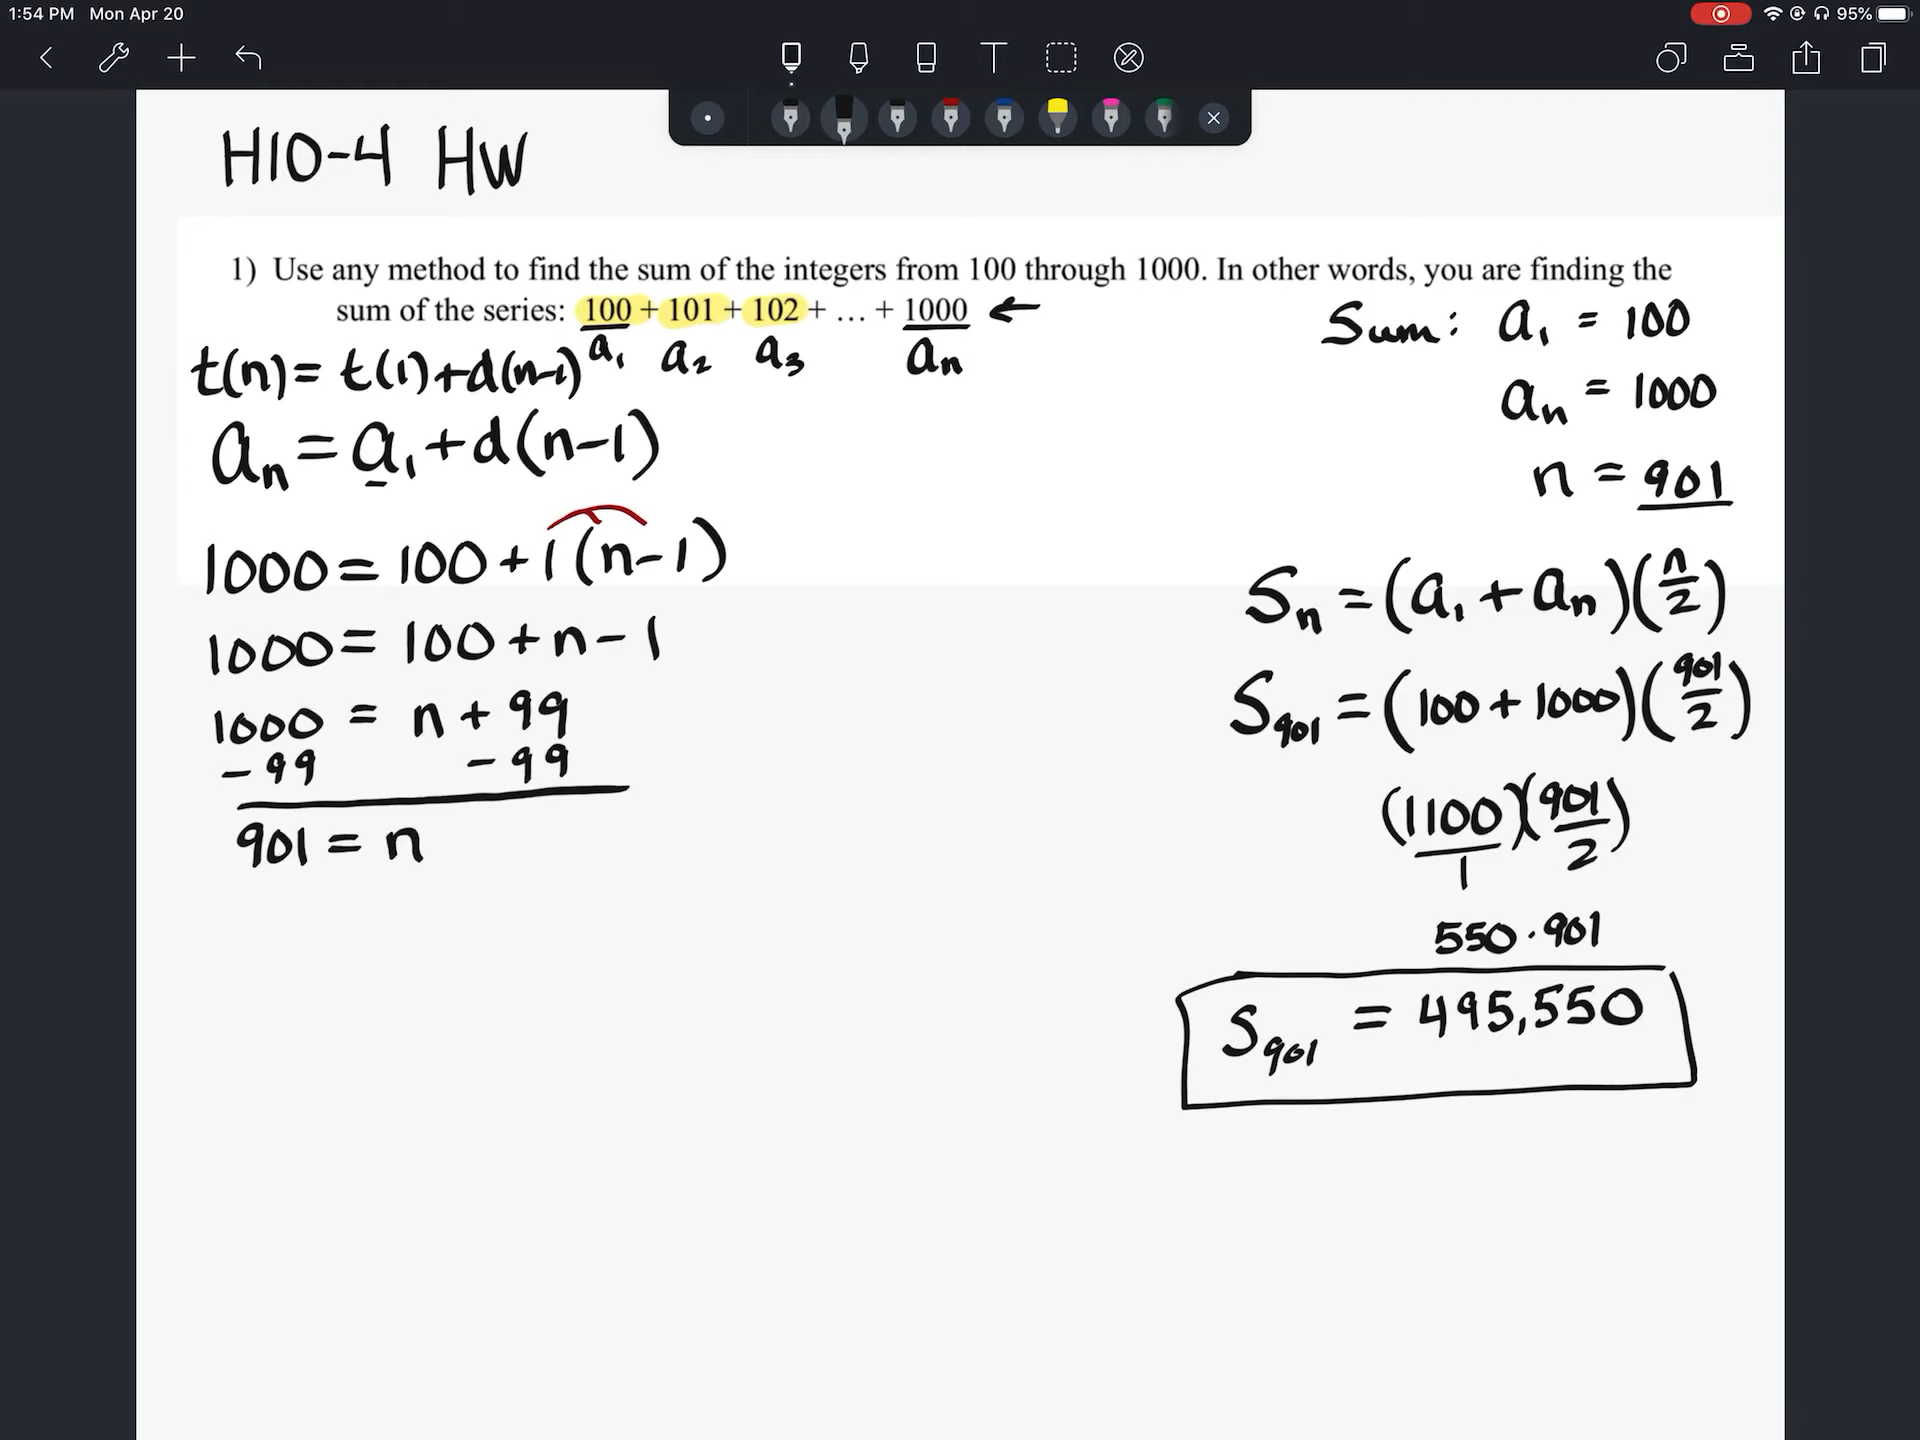 1:54 PM Mon Apr 20
95%
T
H10-4 HW
1) Use any method to find the sum of the integers from 100 through 1000. In other words, you are finding the
sum of the series: 100 + 101 + 102 + ... + 1000 ←
a₁ a₂ a₃ aₙ
t(n) = t(1)+d(n-1)
aₙ = a₁+d(n-1)
1000 = 100 + 1(n-1)
1000 = 100 + n - 1
1000 = n + 99
-99 -99
901 = n
Sum: a₁ = 100
aₙ = 1000
n = 901
Sₙ = (a₁ + aₙ)(n/2)
S₉₀₁ = (100 + 1000)(901/2)
(1100/1)(901/2)
550 · 901
S₉₀₁ = 495,550